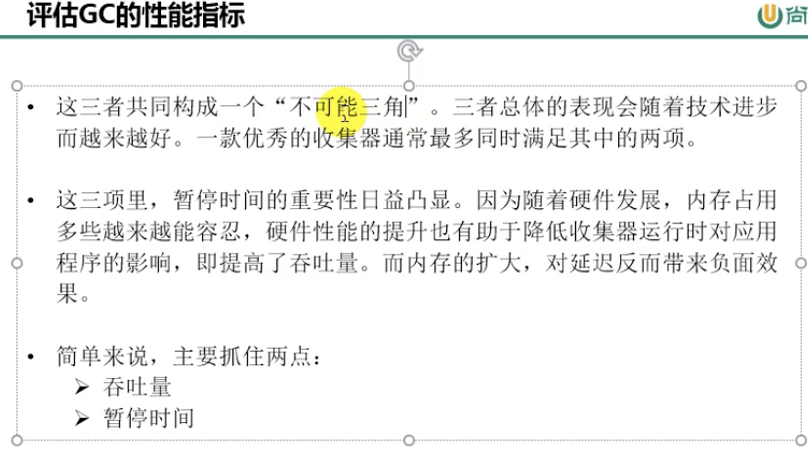 评估GC的性能指标
尚
• 这三者共同构成一个“不可能三角”。三者总体的表现会随着技术进步
而越来越好。一款优秀的收集器通常最多同时满足其中的两项。
• 这三项里，暂停时间的重要性日益凸显。因为随着硬件发展，内存占用
多些越来越能容忍，硬件性能的提升也有助于降低收集器运行时对应用
程序的影响，即提高了吞吐量。而内存的扩大，对延迟反而带来负面效
果。
• 简单来说，主要抓住两点：
➢ 吞吐量
➢ 暂停时间